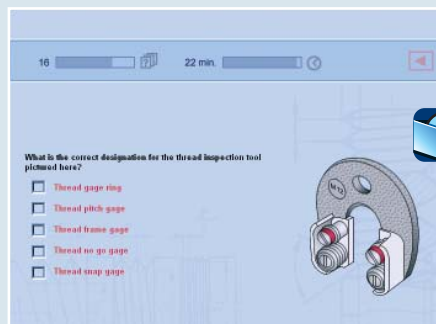 16
22 min.
What is the correct designation for the thread inspection tool
pictured here?
Thread gage ring
Thread pitch gage
Thread frame gage
Thread no go gage
Thread snap gage
M 12